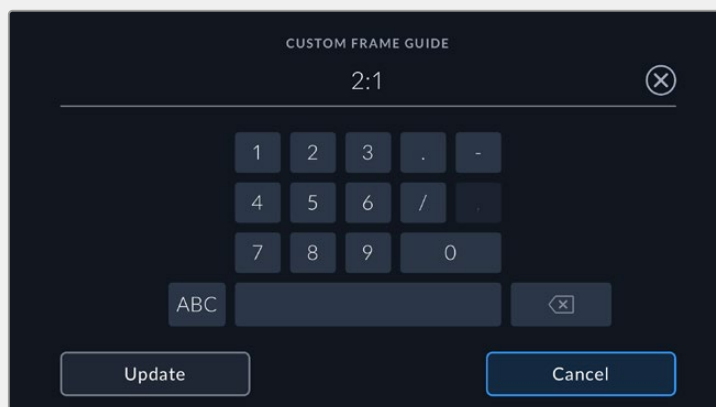 CUSTOM FRAME GUIDE
2:1
1 2 3 . -
4 5 6 / ,
7 8 9 0
ABC
Update Cancel